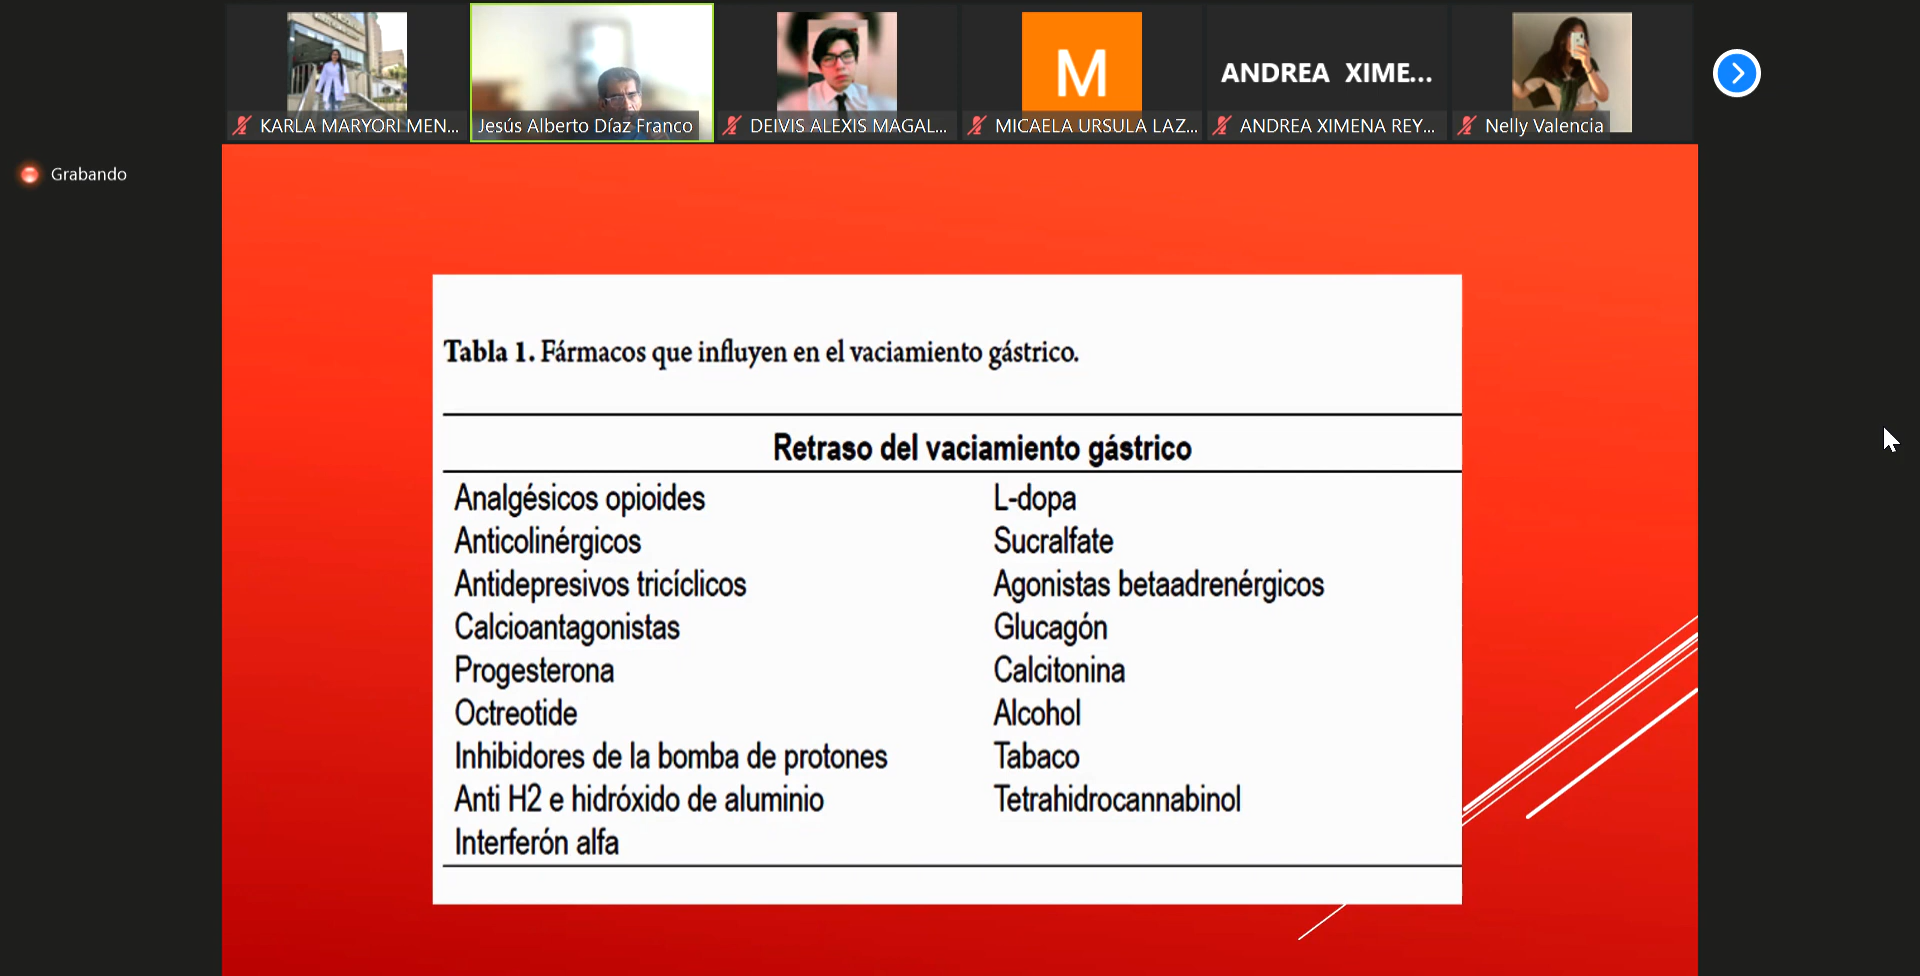 M
ANDREA XIME...
KARLA MARYORI MEN...
Jesús Alberto Díaz Franco
DEIVIS ALEXIS MAGAL...
MICAELA URSULA LAZ...
ANDREA XIMENA REY...
Nelly Valencia
Grabando
Tabla 1. Fármacos que influyen en el vaciamiento gástrico.
Retraso del vaciamiento gástrico
Analgésicos opioides
Anticolinérgicos
Antidepresivos tricíclicos
Calcioantagonistas
Progesterona
Octreotide
Inhibidores de la bomba de protones
Anti H2 e hidróxido de aluminio
Interferón alfa
L-dopa
Sucralfate
Agonistas betaadrenérgicos
Glucagón
Calcitonina
Alcohol
Tabaco
Tetrahidrocannabinol